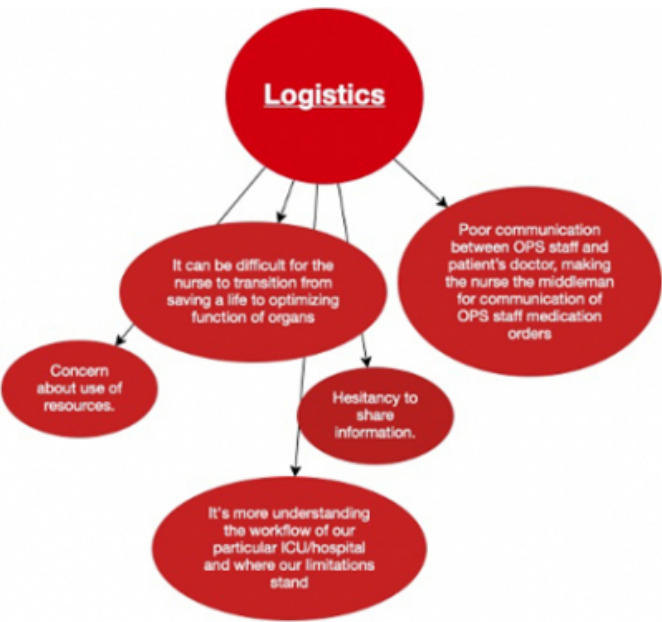 Logistics
Poor communication
between OPS staff and
patient's doctor, making
the nurse the middleman
for communication of
OPS staff medication
orders
It can be difficult for the
nurse to transition from
saving a life to optimizing
function of organs
Concern
about use of
resources.
Hesitancy to
share
information.
It's more understanding
the workflow of our
particular ICU/hospital
and where our limitations
stand